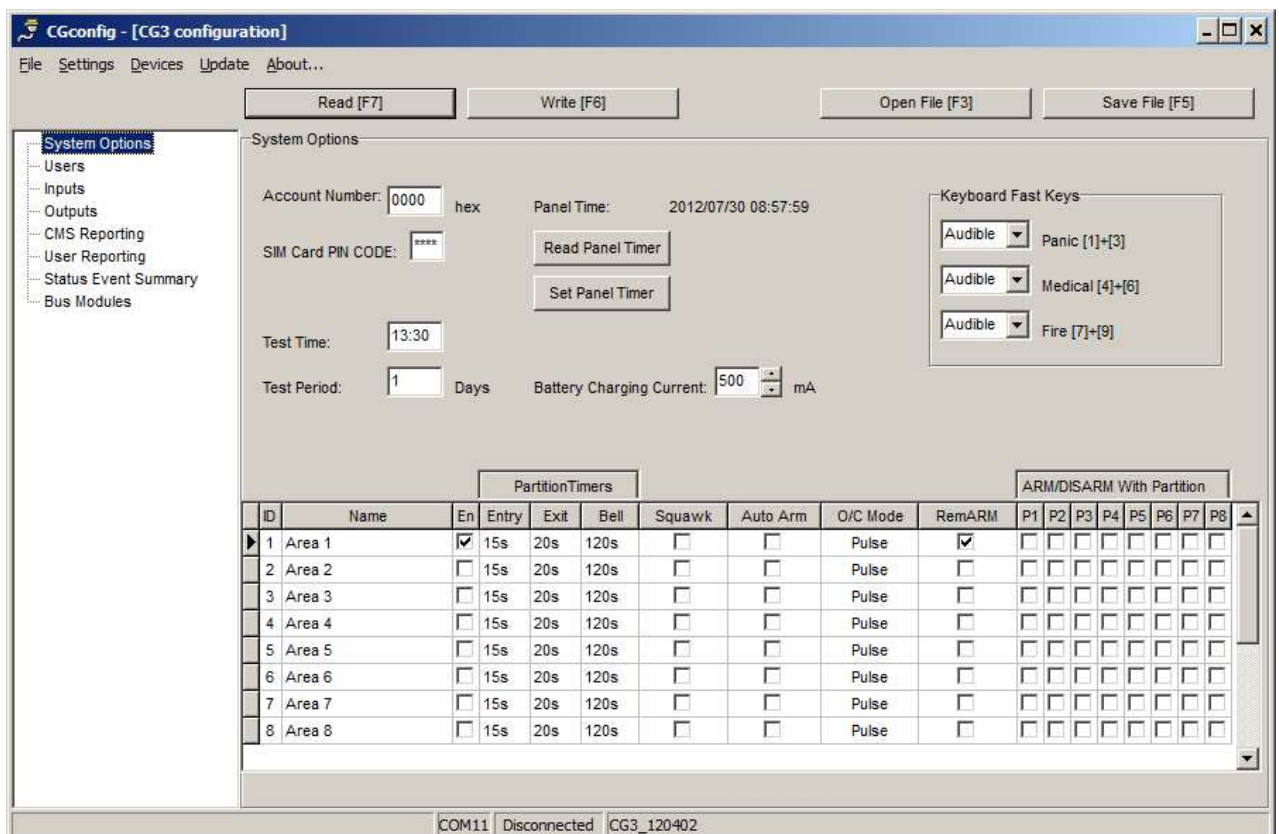 CGconfig - [CG3 configuration]
File Settings Devices Update About...
Read [F7] Write [F6] Open File [F3] Save File [F5]
System Options
Users
Inputs
Outputs
CMS Reporting
User Reporting
Status Event Summary
Bus Modules
System Options
Account Number: 0000 hex
SIM Card PIN CODE: ****
Panel Time: 2012/07/30 08:57:59
Read Panel Timer
Set Panel Timer
Test Time: 13:30
Test Period: 1 Days
Battery Charging Current: 500 mA
Keyboard Fast Keys
Audible Panic [1]+[3]
Audible Medical [4]+[6]
Audible Fire [7]+[9]
PartitionTimers ARM/DISARM With Partition
ID Name En Entry Exit Bell Squawk Auto Arm O/C Mode RemARM P1 P2 P3 P4 P5 P6 P7 P8
1 Area 1 15s 20s 120s Pulse
2 Area 2 15s 20s 120s Pulse
3 Area 3 15s 20s 120s Pulse
4 Area 4 15s 20s 120s Pulse
5 Area 5 15s 20s 120s Pulse
6 Area 6 15s 20s 120s Pulse
7 Area 7 15s 20s 120s Pulse
8 Area 8 15s 20s 120s Pulse
COM11 Disconnected CG3_120402